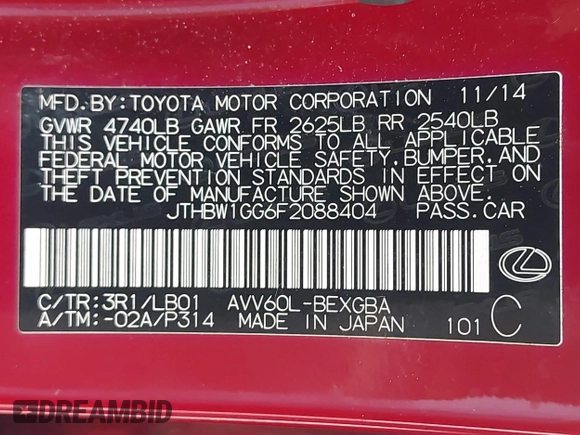 MFD.BY:TOYOTA MOTOR CORPORATION 11/14
GVWR 4740LB GAWR FR 2625LB RR 2540LB
THIS VEHICLE CONFORMS TO ALL APPLICABLE
FEDERAL MOTOR VEHICLE SAFETY,BUMPER,AND
THEFT PREVENTION STANDARDS IN EFFECT ON
THE DATE OF MANUFACTURE SHOWN ABOVE.
JTHBW1GG6F2088404 PASS.CAR
C/TR:3R1/LB01 AVV60L-BEXGBA
A/TM:-02A/P314 MADE IN JAPAN 101 C
DREAMBID